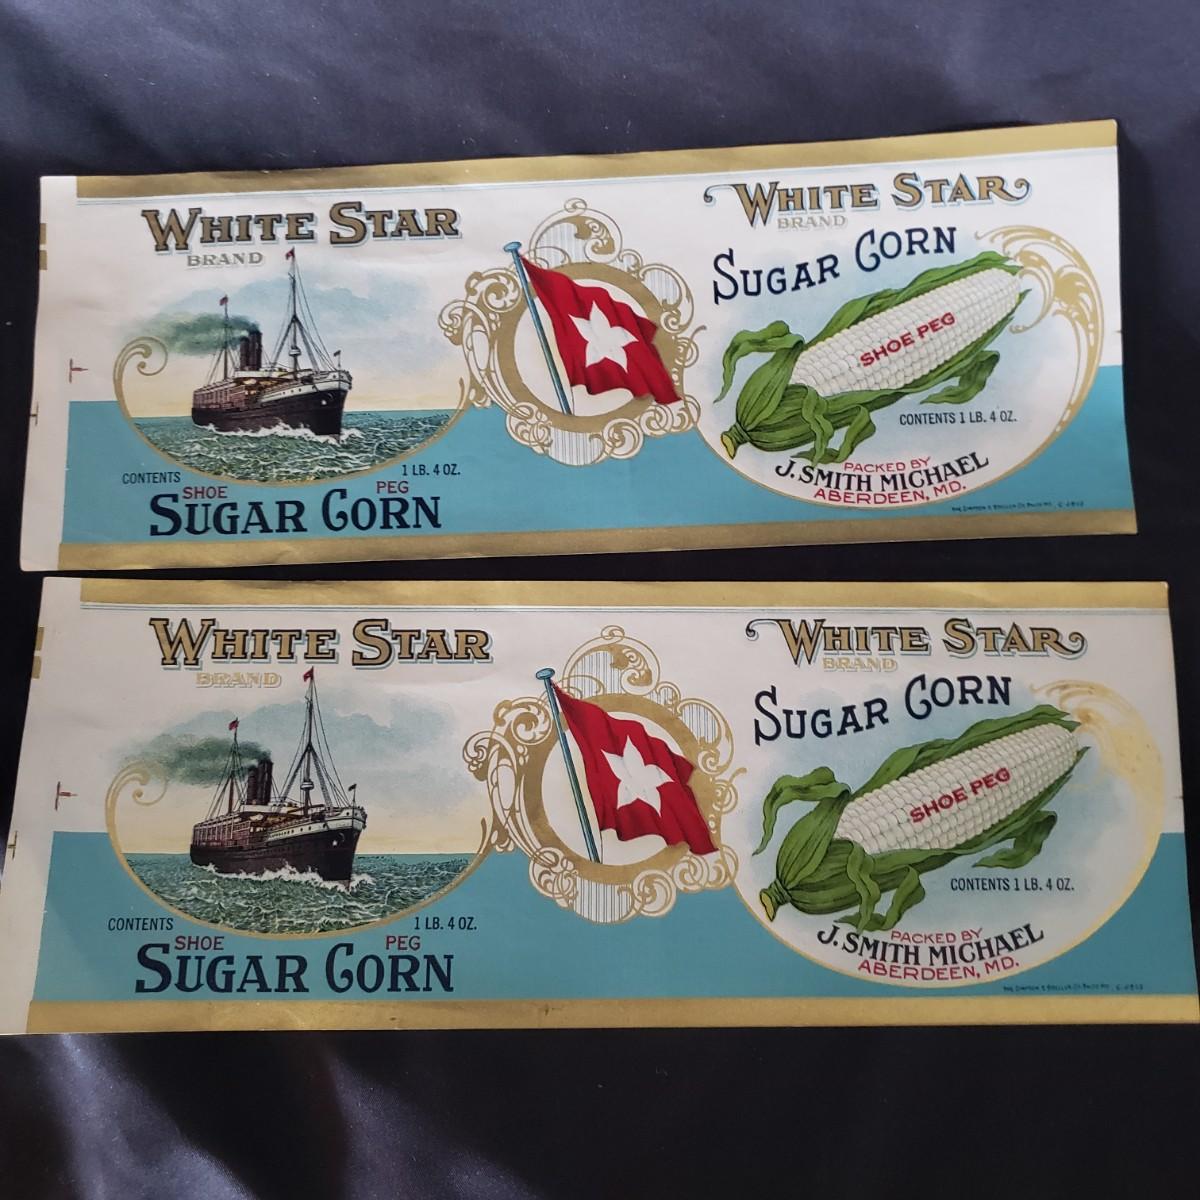 WHITE STAR
BRAND
CONTENTS 1 LB. 4 OZ.
SHOE PEG
SUGAR CORN
WHITE STAR
BRAND
SUGAR CORN
SHOE PEG
CONTENTS 1 LB. 4 OZ.
PACKED BY
J. SMITH MICHAEL
ABERDEEN, MD.
WHITE STAR
BRAND
CONTENTS 1 LB. 4 OZ.
SHOE PEG
SUGAR CORN
WHITE STAR
BRAND
SUGAR CORN
SHOE PEG
CONTENTS 1 LB. 4 OZ.
PACKED BY
J. SMITH MICHAEL
ABERDEEN, MD.